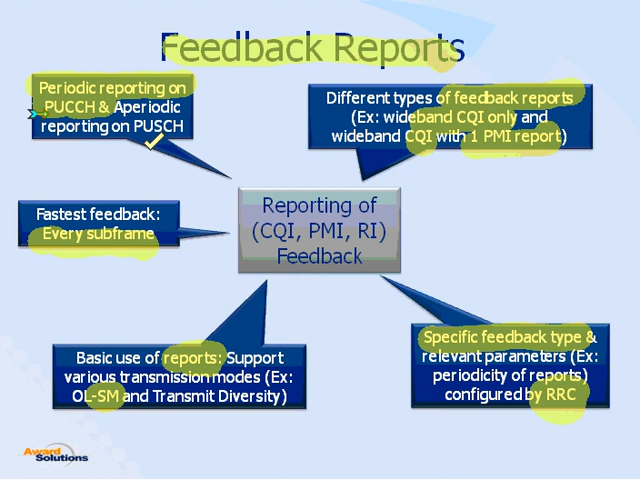 Feedback Reports
Periodic reporting on
PUCCH & Aperiodic
reporting on PUSCH
Different types of feedback reports
(Ex: wideband CQI only and
wideband CQI with 1 PMI report)
Fastest feedback:
Every subframe
Reporting of
(CQI, PMI, RI)
Feedback
Basic use of reports: Support
various transmission modes (Ex:
OL-SM and Transmit Diversity)
Specific feedback type &
relevant parameters (Ex:
periodicity of reports)
configured by RRC
Award
Solutions